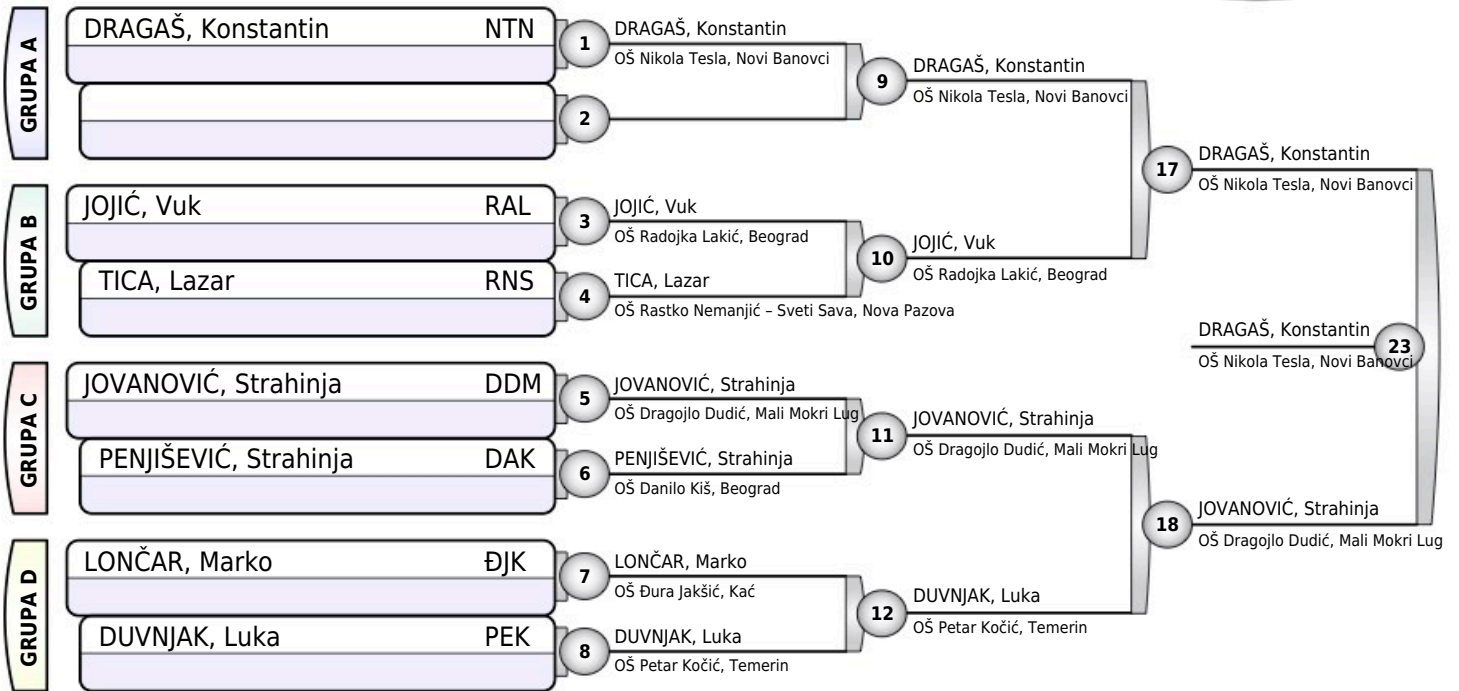 GRUPA A
DRAGAŠ, Konstantin NTN
1
DRAGAŠ, Konstantin
OŠ Nikola Tesla, Novi Banovci
2
9
DRAGAŠ, Konstantin
OŠ Nikola Tesla, Novi Banovci
GRUPA B
JOJIĆ, Vuk RAL
3
JOJIĆ, Vuk
OŠ Radojka Lakić, Beograd
TICA, Lazar RNS
4
TICA, Lazar
OŠ Rastko Nemanjić – Sveti Sava, Nova Pazova
10
JOJIĆ, Vuk
OŠ Radojka Lakić, Beograd
17
DRAGAŠ, Konstantin
OŠ Nikola Tesla, Novi Banovci
GRUPA C
JOVANOVIĆ, Strahinja DDM
5
JOVANOVIĆ, Strahinja
OŠ Dragojlo Dudić, Mali Mokri Lug
PENJIŠEVIĆ, Strahinja DAK
6
PENJIŠEVIĆ, Strahinja
OŠ Danilo Kiš, Beograd
11
JOVANOVIĆ, Strahinja
OŠ Dragojlo Dudić, Mali Mokri Lug
GRUPA D
LONČAR, Marko ĐJK
7
LONČAR, Marko
OŠ Đura Jakšić, Kać
DUVNJAK, Luka PEK
8
DUVNJAK, Luka
OŠ Petar Kočić, Temerin
12
DUVNJAK, Luka
OŠ Petar Kočić, Temerin
18
JOVANOVIĆ, Strahinja
OŠ Dragojlo Dudić, Mali Mokri Lug
DRAGAŠ, Konstantin
23
OŠ Nikola Tesla, Novi Banovci